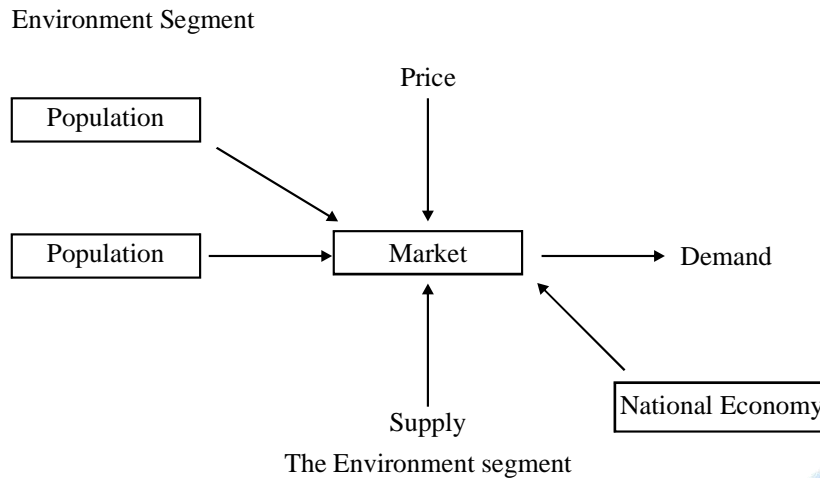 Environment Segment
Price
Population
Population
Market
Demand
National Economy
Supply
The Environment segment